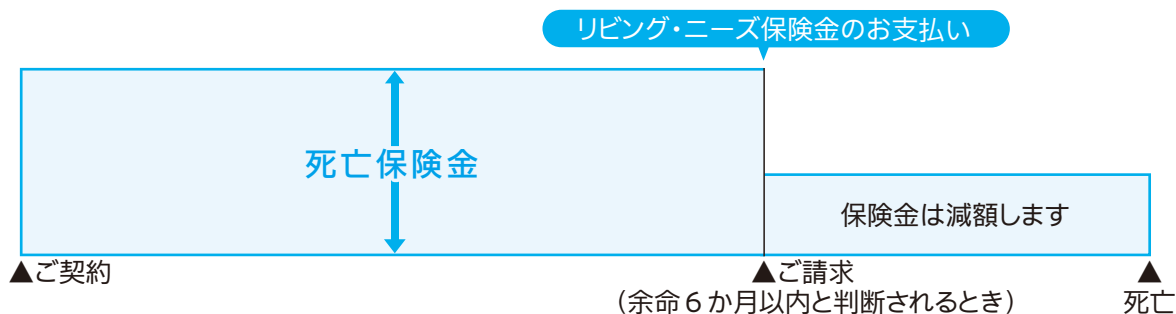 リビング・ニーズ保険金のお支払い
死亡保険金
保険金は減額します
▲ご契約
▲ご請求
（余命6か月以内と判断されるとき）
▲
死亡